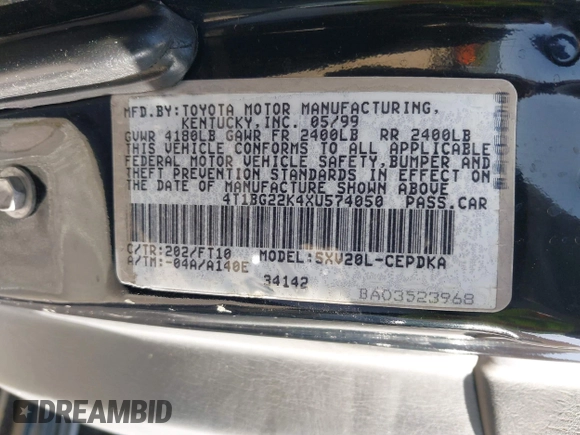 MFD.BY:TOYOTA MOTOR MANUFACTURING,
KENTUCKY,INC. 05/99
GVWR 4180LB GAWR FR 2400LB RR 2400LB
THIS VEHICLE CONFORMS TO ALL APPLICABLE
FEDERAL MOTOR VEHICLE SAFETY,BUMPER AND
THEFT PREVENTION STANDARDS IN EFFECT ON
THE DATE OF MANUFACTURE SHOWN ABOVE
4T1BG22K4XU574050 PASS.CAR
C/TR:202/FT10 MODEL:SXV20L-CEPDKA
A/TM:-04A/A140E
34142
BA03523968
DREAMBID